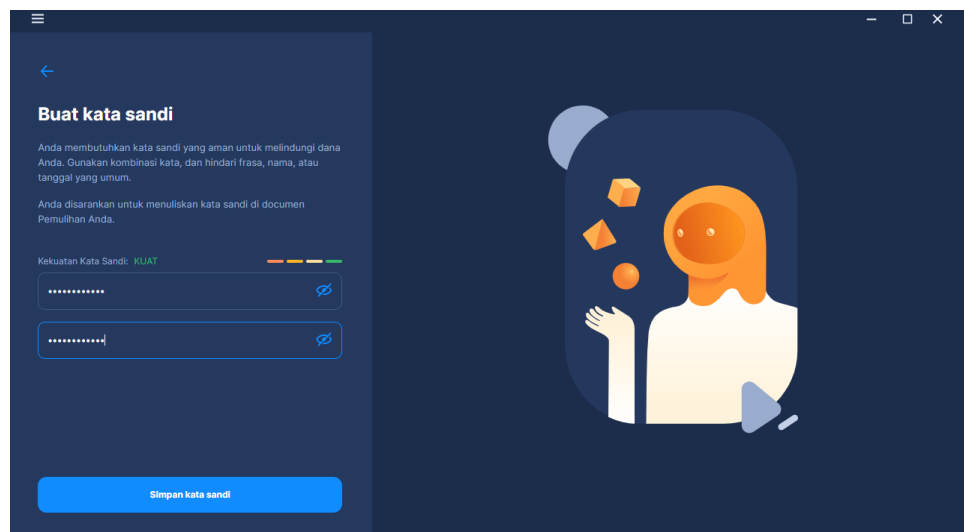 Buat kata sandi
Anda membutuhkan kata sandi yang aman untuk melindungi dana
Anda. Gunakan kombinasi kata, dan hindari frasa, nama, atau
tanggal yang umum.
Anda disarankan untuk menuliskan kata sandi di documen
Pemulihan Anda.
Kekuatan Kata Sandi: KUAT
••••••••••••
••••••••••••
Simpan kata sandi